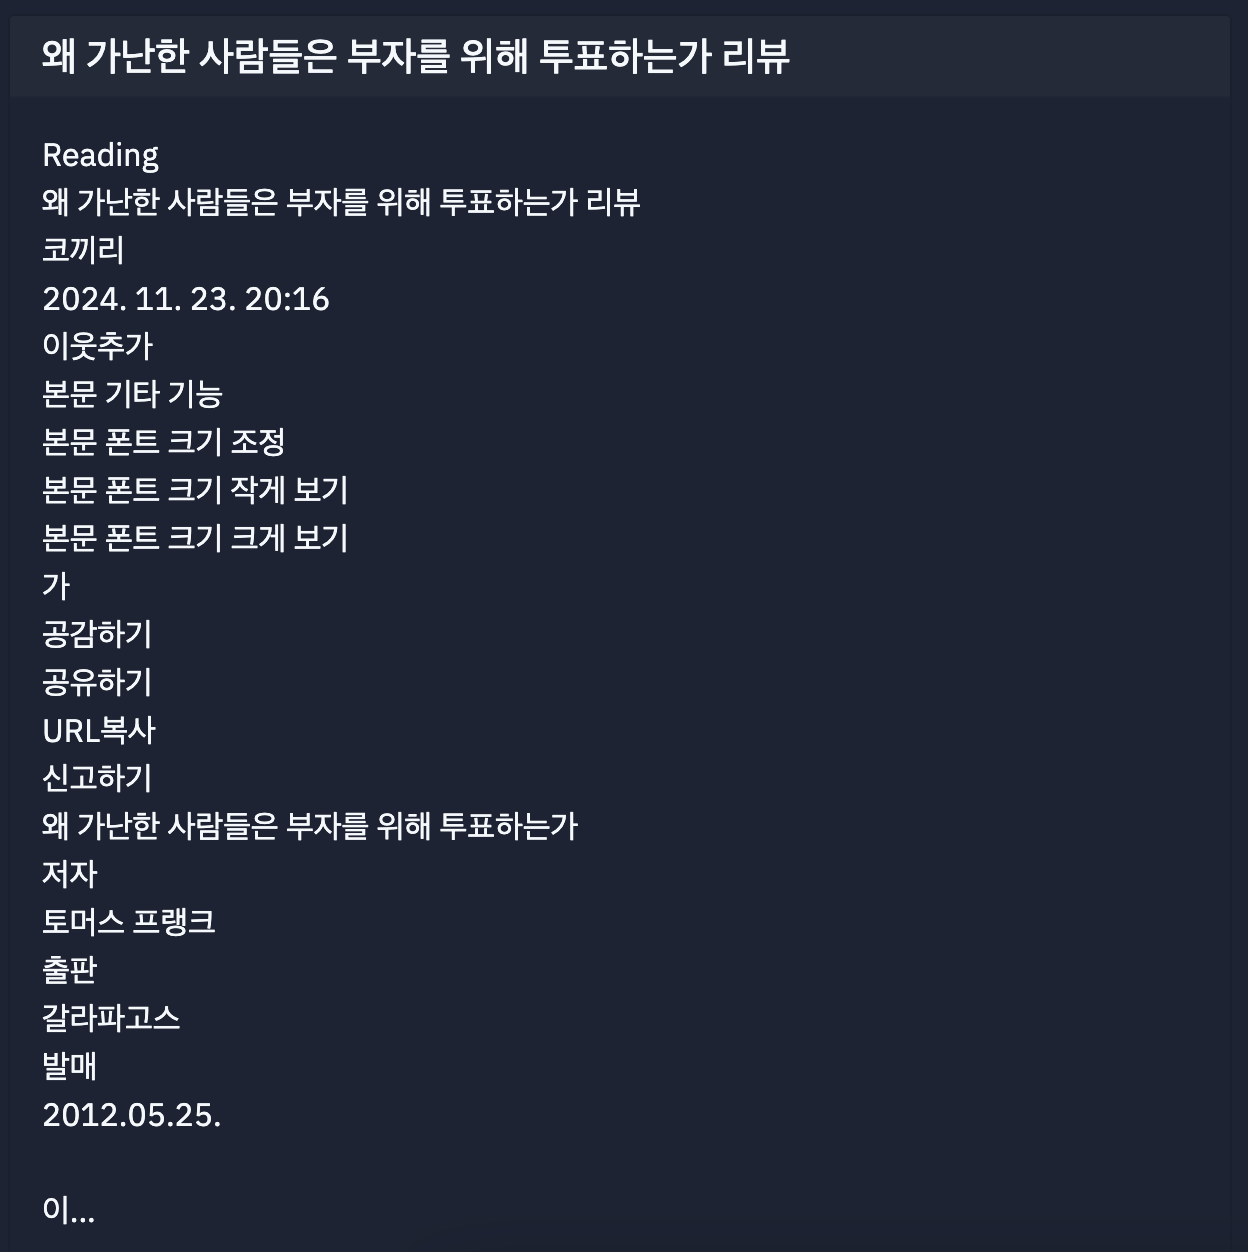 왜 가난한 사람들은 부자를 위해 투표하는가 리뷰
Reading
왜 가난한 사람들은 부자를 위해 투표하는가 리뷰
코끼리
2024. 11. 23. 20:16
이웃추가
본문 기타 기능
본문 폰트 크기 조정
본문 폰트 크기 작게 보기
본문 폰트 크기 크게 보기
가
공감하기
공유하기
URL복사
신고하기
왜 가난한 사람들은 부자를 위해 투표하는가
저자
토머스 프랭크
출판
갈라파고스
발매
2012.05.25.
이...